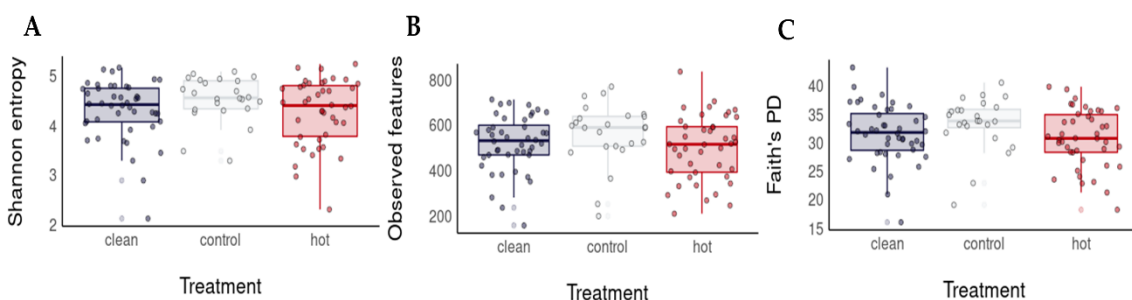 A
Shannon entropy
5
4
3
2
clean control hot
Treatment
B
Observed features
800
600
400
200
clean control hot
Treatment
C
Faith's PD
40
35
30
25
20
15
clean control hot
Treatment